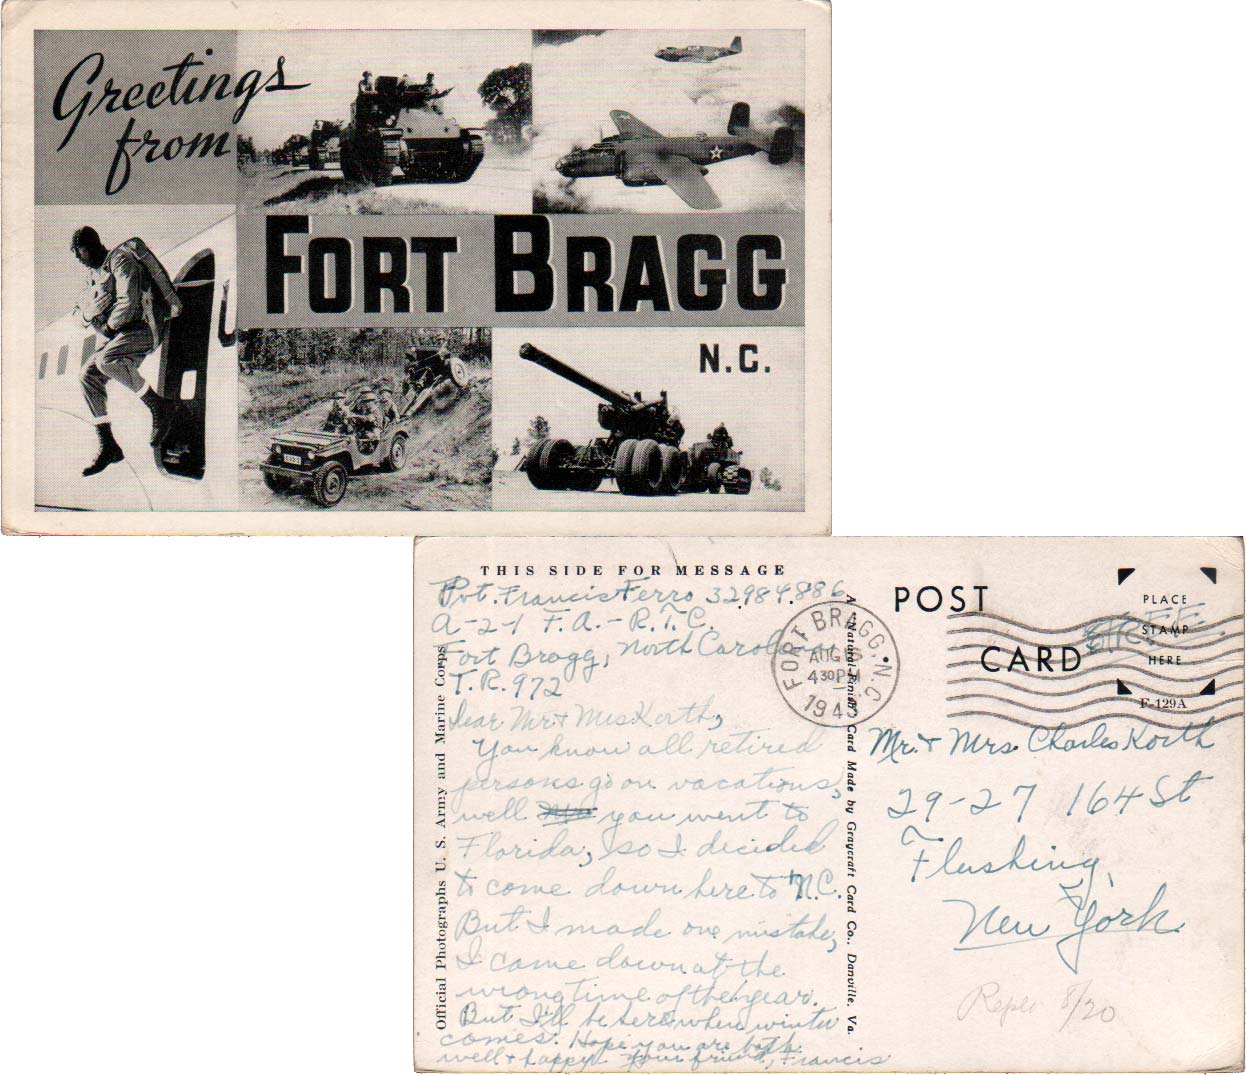 Greetings
from
FORT BRAGG
N.C.
THIS SIDE FOR MESSAGE
Pvt. Francis Ferro 32984886
A-2-1 F.A.-R.T.C.
Fort Bragg, North Carolina
T.R. 972
Dear Mr. & Mrs Korth,
You know all retired
persons go on vacations,
well you went to
Florida, so I decided
to come down here to N.C.
But I made one mistake,
I came down at the
wrong time of the year.
But I'll be here when winter
comes. Hope you are both
well & happy. Your friend, Francis
Official Photographs U. S. Army and Marine Corps
A "Natural-Finish" Card Made by Graycraft Card Co., Danville, Va.
FORT BRAGG. N.C.
AUG 16
4 30 PM
1943
POST
CARD
PLACE
STAMP
HERE
F-129A
FREE
Mr. & Mrs. Charles Korth
29-27 164 St
Flushing,
New York
8/20